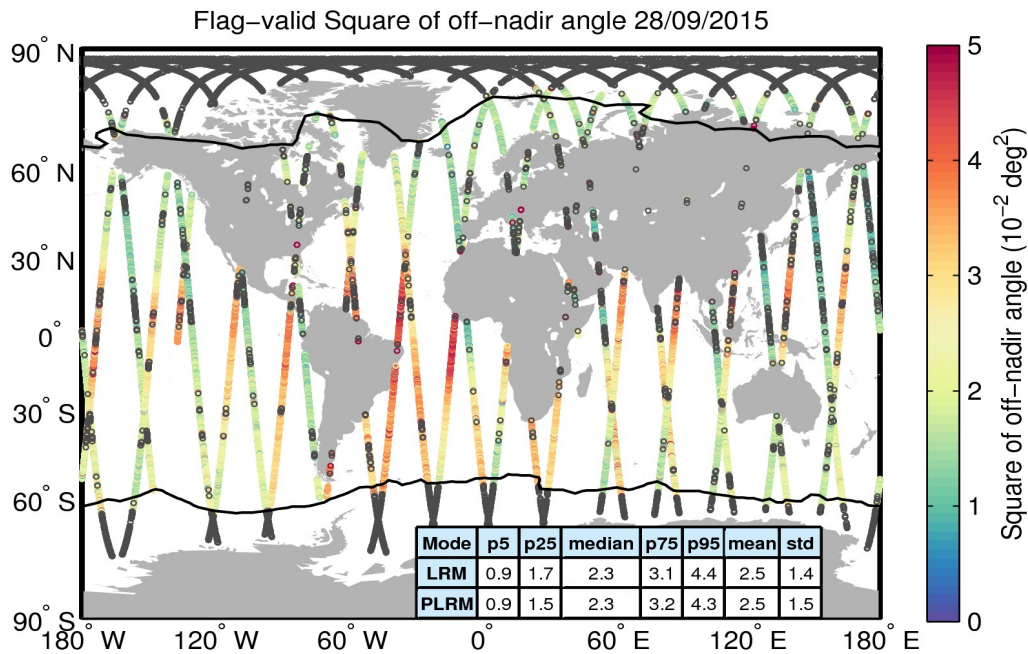 Flag−valid Square of off−nadir angle 28/09/2015
90° N
60° N
30° N
0°
30° S
60° S
90° S
180° W
120° W
60° W
0°
60° E
120° E
180° E
Mode p5 p25 median p75 p95 mean std
LRM 0.9 1.7 2.3 3.1 4.4 2.5 1.4
PLRM 0.9 1.5 2.3 3.2 4.3 2.5 1.5
5
4
3
2
1
0
Square of off−nadir angle (10⁻² deg²)